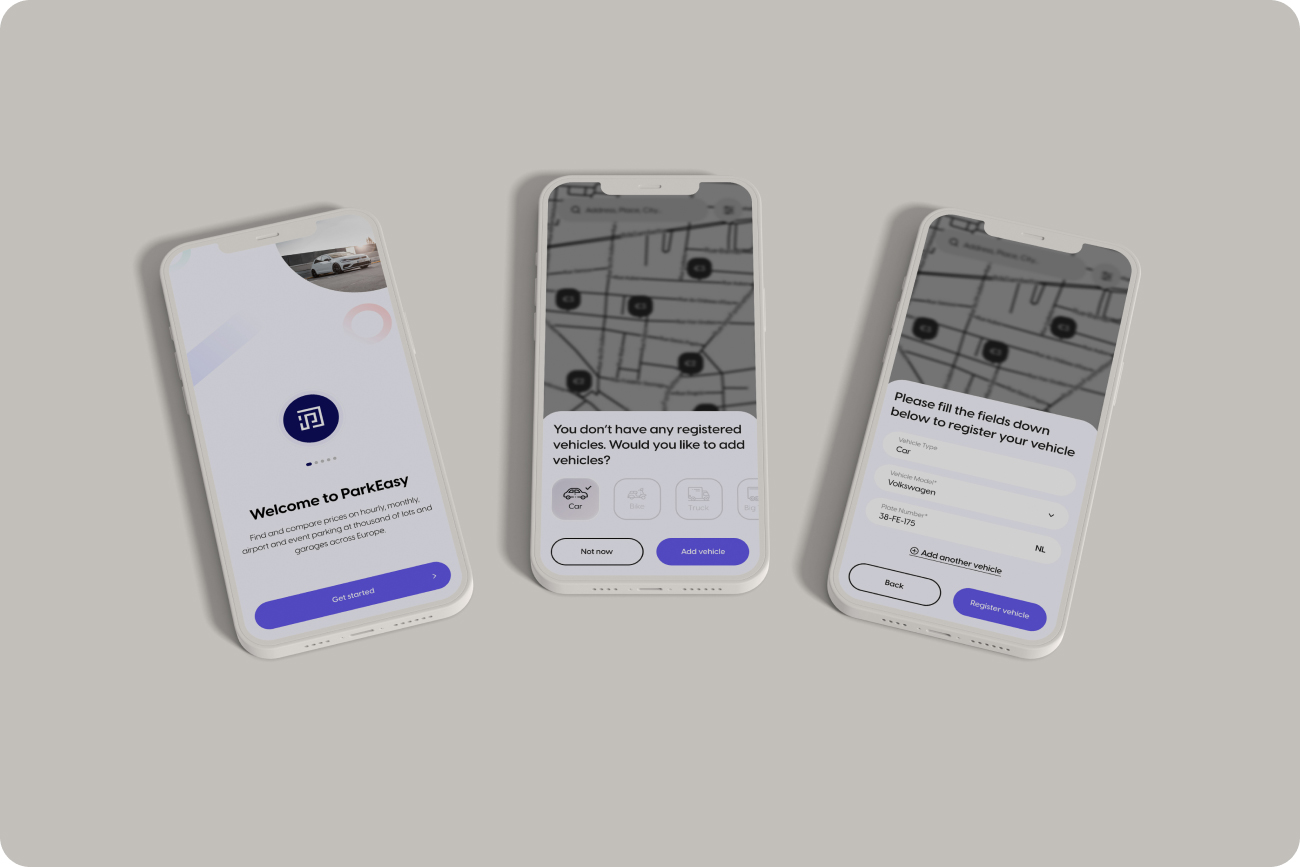 Welcome to ParkEasy
Find and compare prices on hourly, monthly,
airport and event parking at thousand of lots and
garages across Europe.
Get started
Address, Place, City..
You don't have any registered
vehicles. Would you like to add
vehicles?
Car
Bike
Truck
Big
Not now
Add vehicle
Address, Place, City..
Please fill the fields down
below to register your vehicle
Vehicle Type
Car
Vehicle Model*
Volkswagen
Plate Number*
38-FE-175
NL
Add another vehicle
Back
Register vehicle